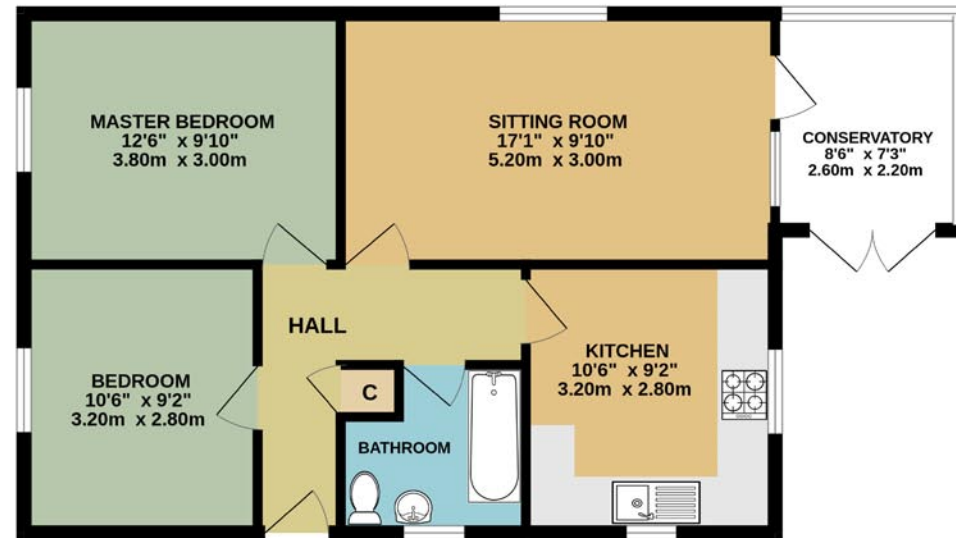 MASTER BEDROOM
12'6" x 9'10"
3.80m x 3.00m
SITTING ROOM
17'1" x 9'10"
5.20m x 3.00m
CONSERVATORY
8'6" x 7'3"
2.60m x 2.20m
HALL
BEDROOM
10'6" x 9'2"
3.20m x 2.80m
C
BATHROOM
KITCHEN
10'6" x 9'2"
3.20m x 2.80m